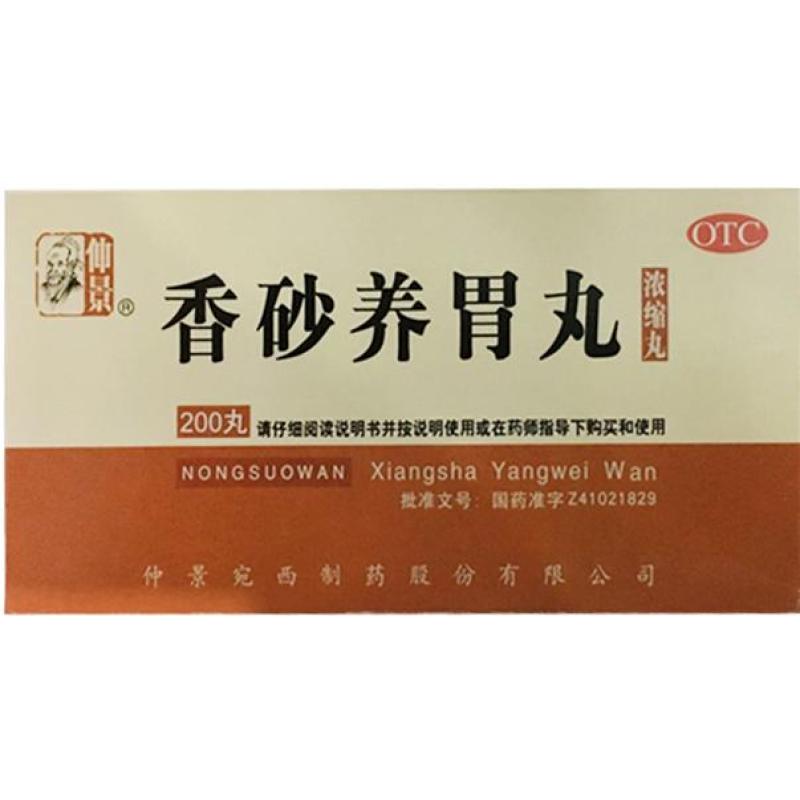 仲景®
香砂养胃丸
浓缩丸
OTC
200丸 请仔细阅读说明书并按说明使用或在药师指导下购买和使用
NONGSUOWAN Xiangsha Yangwei Wan
批准文号: 国药准字Z41021829
仲景宛西制药股份有限公司